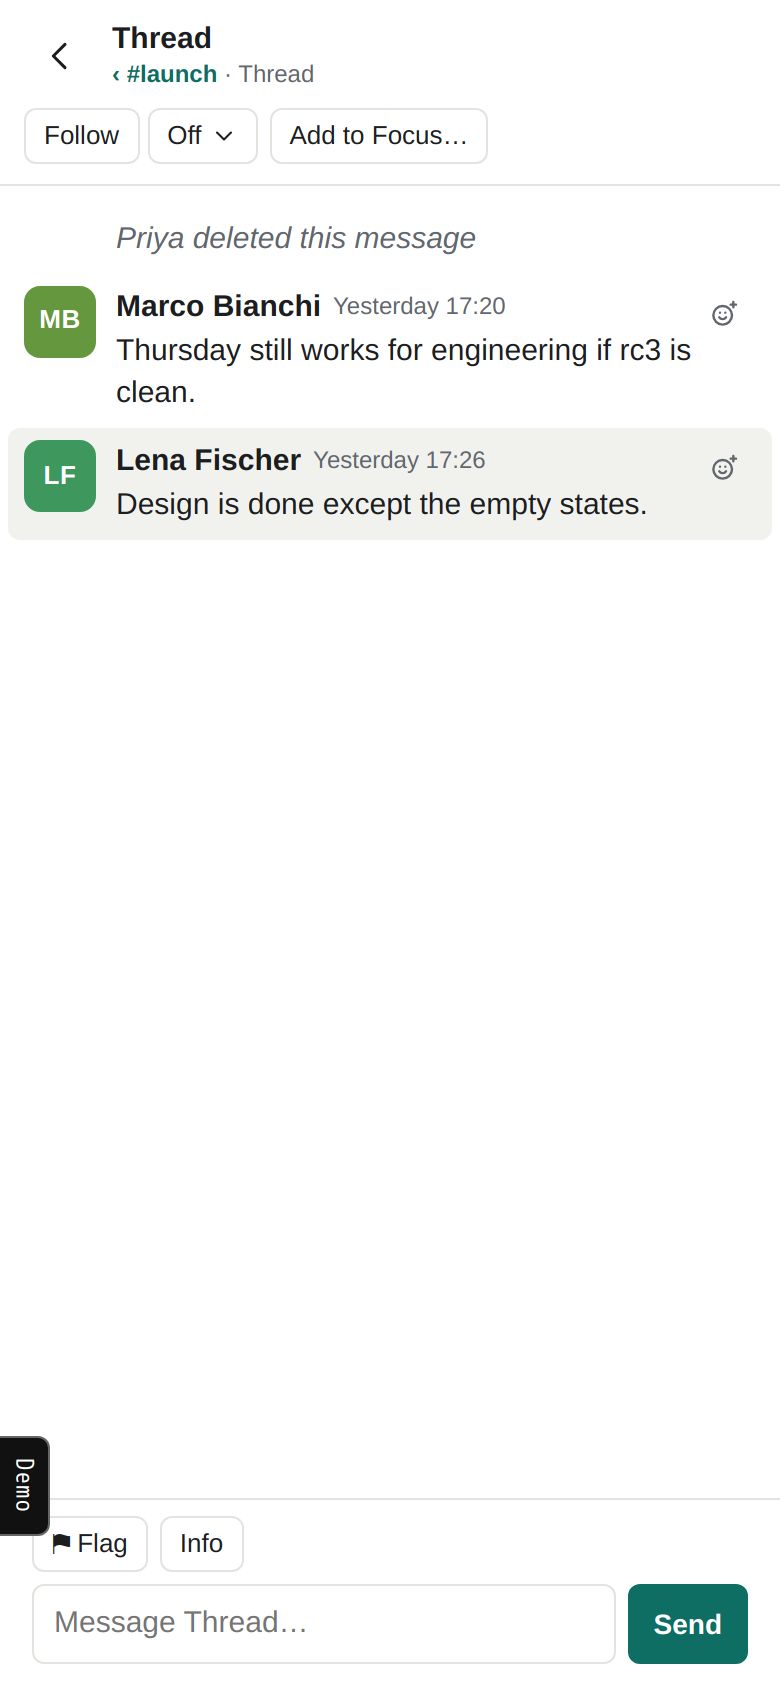 Thread
‹ #launch · Thread
Follow
Off
Add to Focus…
Priya deleted this message
MB
Marco Bianchi Yesterday 17:20
Thursday still works for engineering if rc3 is
clean.
LF
Lena Fischer Yesterday 17:26
Design is done except the empty states.
Demo
Flag
Info
Message Thread…
Send